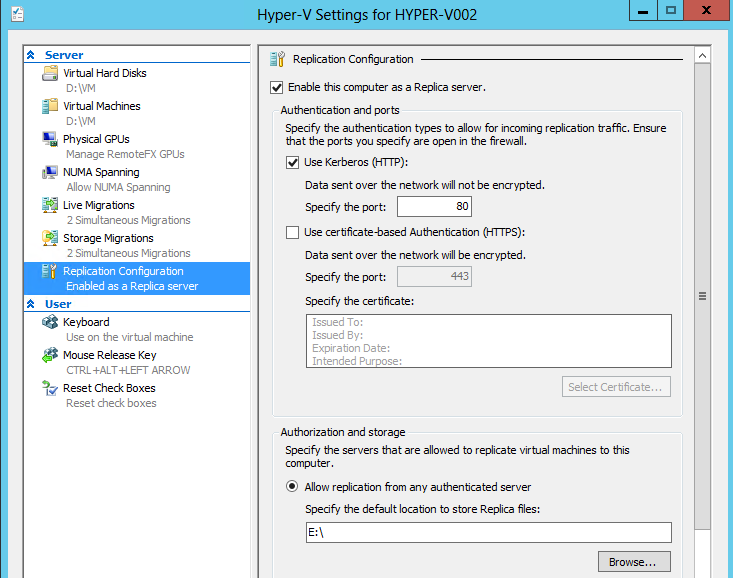 Hyper-V Settings for HYPER-V002
Server
Virtual Hard Disks
D:\VM
Virtual Machines
D:\VM
Physical GPUs
Manage RemoteFX GPUs
NUMA Spanning
Allow NUMA Spanning
Live Migrations
2 Simultaneous Migrations
Storage Migrations
2 Simultaneous Migrations
Replication Configuration
Enabled as a Replica server
User
Keyboard
Use on the virtual machine
Mouse Release Key
CTRL+ALT+LEFT ARROW
Reset Check Boxes
Reset check boxes
Replication Configuration
Enable this computer as a Replica server.
Authentication and ports
Specify the authentication types to allow for incoming replication traffic. Ensure
that the ports you specify are open in the firewall.
Use Kerberos (HTTP):
Data sent over the network will not be encrypted.
Specify the port: 80
Use certificate-based Authentication (HTTPS):
Data sent over the network will be encrypted.
Specify the port: 443
Specify the certificate:
Issued To:
Issued By:
Expiration Date:
Intended Purpose:
Select Certificate...
Authorization and storage
Specify the servers that are allowed to replicate virtual machines to this
computer.
Allow replication from any authenticated server
Specify the default location to store Replica files:
E:\
Browse...